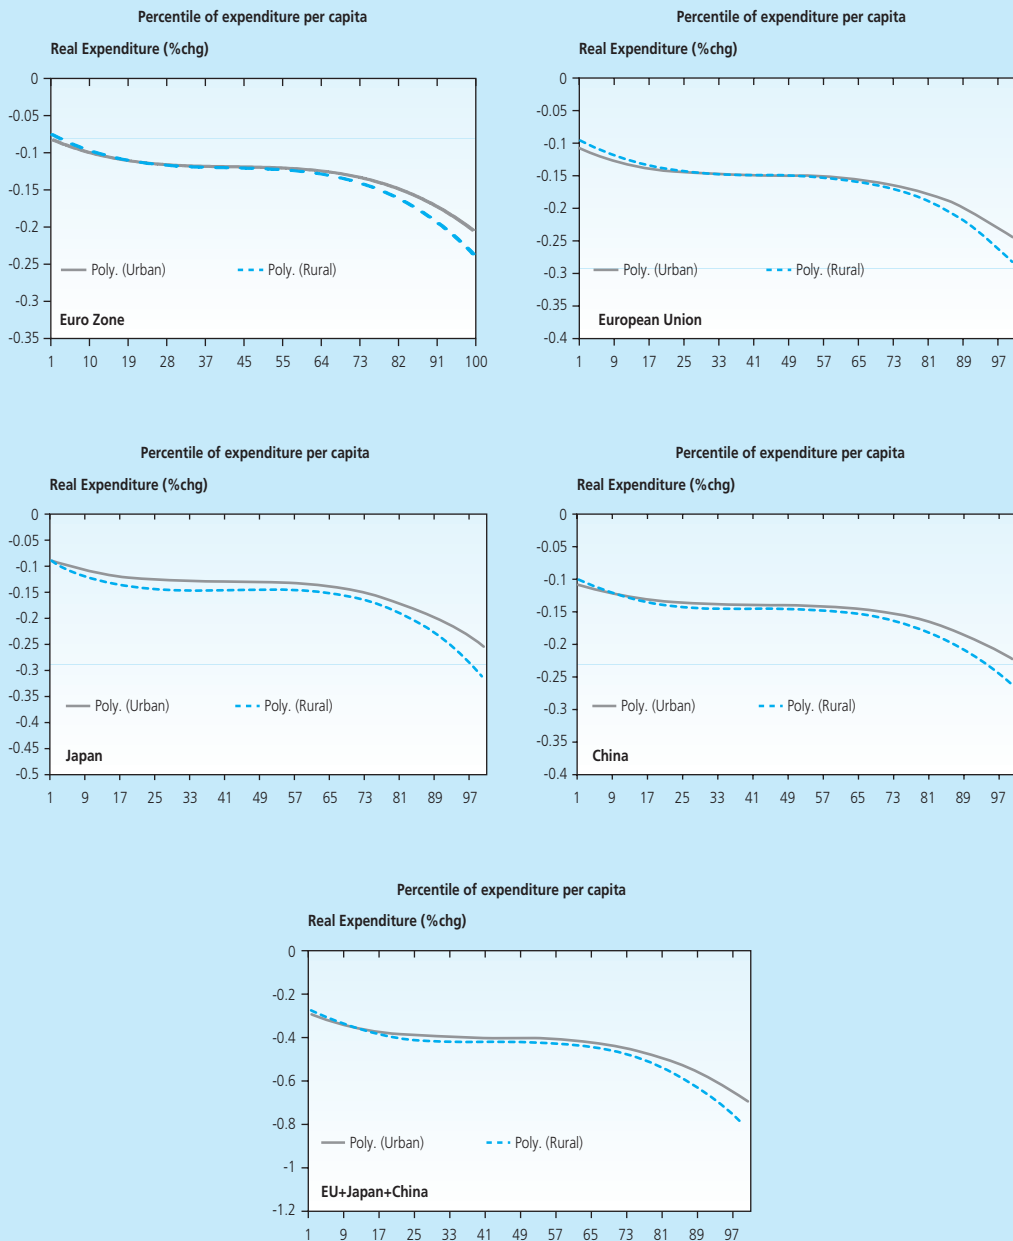 Percentile of expenditure per capita
Real Expenditure (%chg)
0
-0.05
-0.1
-0.15
-0.2
-0.25
-0.3
-0.35
Poly. (Urban)
Poly. (Rural)
Euro Zone
1 10 19 28 37 45 55 64 73 82 91 100
Percentile of expenditure per capita
Real Expenditure (%chg)
0
-0.05
-0.1
-0.15
-0.2
-0.25
-0.3
-0.35
-0.4
Poly. (Urban)
Poly. (Rural)
European Union
1 9 17 25 33 41 49 57 65 73 81 89 97
Percentile of expenditure per capita
Real Expenditure (%chg)
0
-0.05
-0.1
-0.15
-0.2
-0.25
-0.3
-0.35
-0.4
-0.45
-0.5
Poly. (Urban)
Poly. (Rural)
Japan
1 9 17 25 33 41 49 57 65 73 81 89 97
Percentile of expenditure per capita
Real Expenditure (%chg)
0
-0.05
-0.1
-0.15
-0.2
-0.25
-0.3
-0.35
-0.4
Poly. (Urban)
Poly. (Rural)
China
1 9 17 25 33 41 49 57 65 73 81 89 97
Percentile of expenditure per capita
Real Expenditure (%chg)
0
-0.2
-0.4
-0.6
-0.8
-1
-1.2
Poly. (Urban)
Poly. (Rural)
EU+Japan+China
1 9 17 25 33 41 49 57 65 73 81 89 97